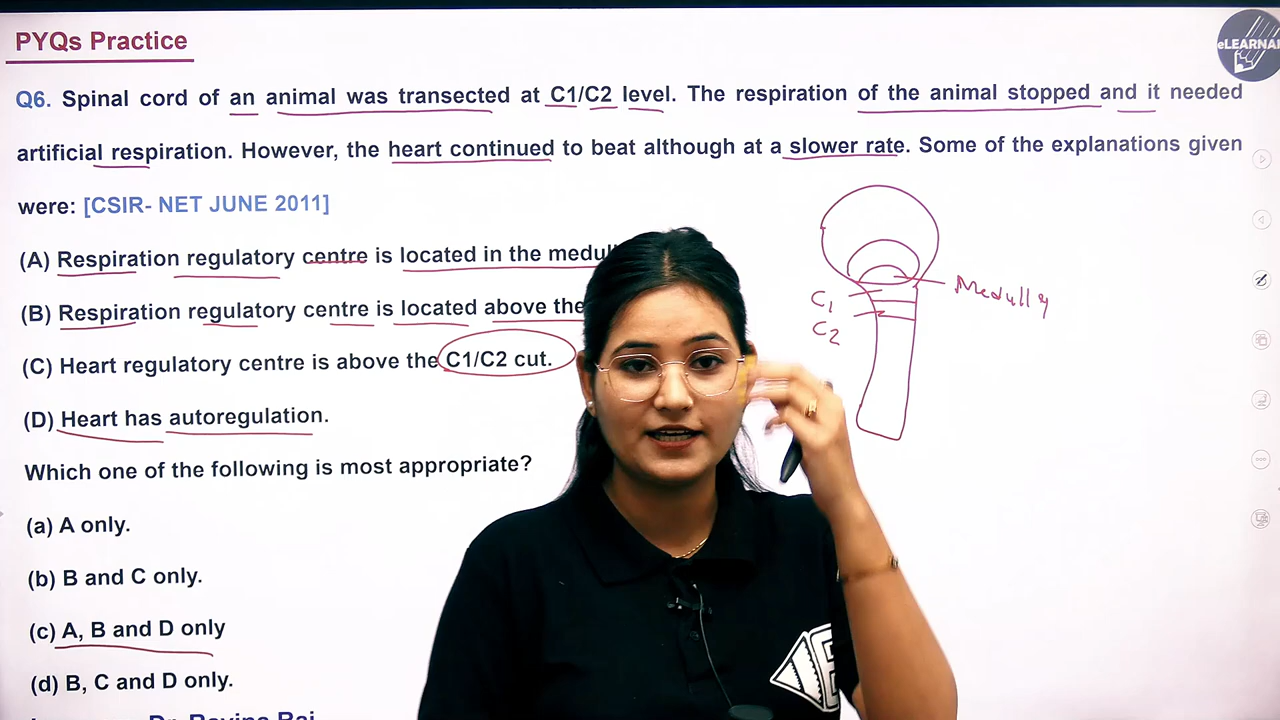 PYQs Practice
eLEARNA
Q6. Spinal cord of an animal was transected at C1/C2 level. The respiration of the animal stopped and it needed
artificial respiration. However, the heart continued to beat although at a slower rate. Some of the explanations given
were: [CSIR- NET JUNE 2011]
(A) Respiration regulatory centre is located in the medul
(B) Respiration regulatory centre is located above the
(C) Heart regulatory centre is above the C1/C2 cut.
(D) Heart has autoregulation.
Which one of the following is most appropriate?
(a) A only.
(b) B and C only.
(c) A, B and D only
(d) B, C and D only.
Medully
C1
C2